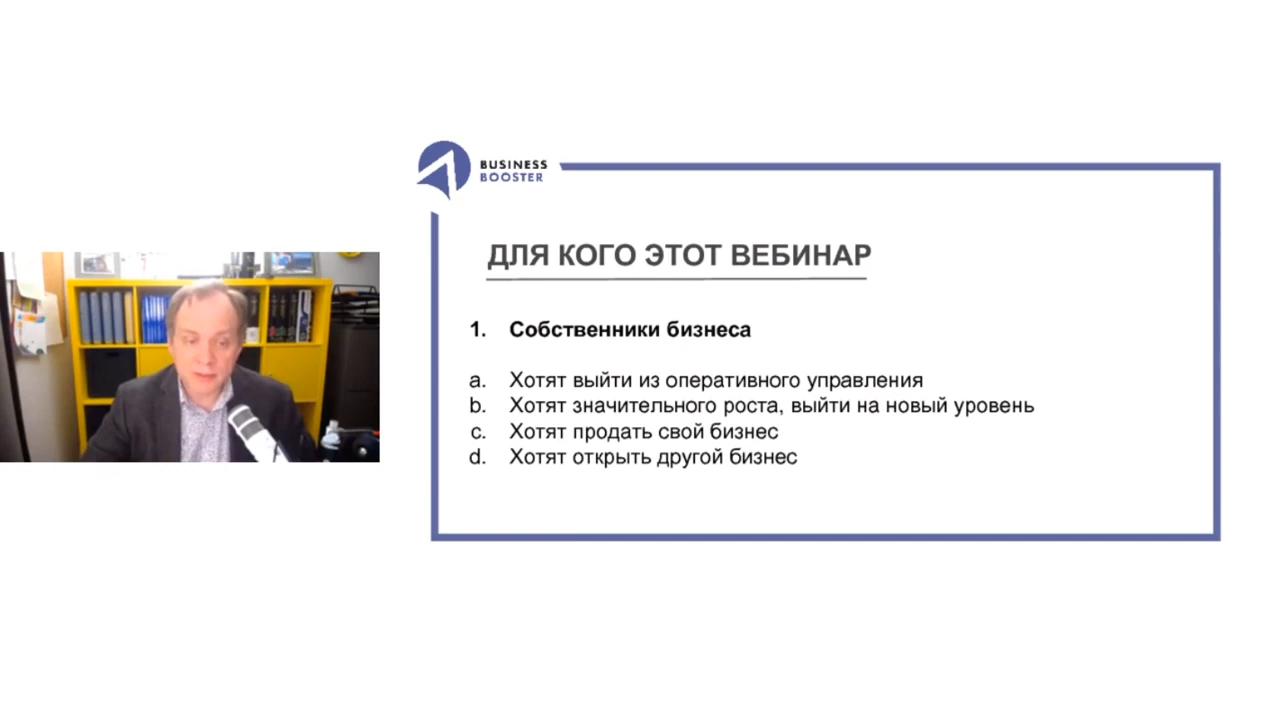 BUSINESS
BOOSTER
ДЛЯ КОГО ЭТОТ ВЕБИНАР
1. Собственники бизнеса
a. Хотят выйти из оперативного управления
b. Хотят значительного роста, выйти на новый уровень
c. Хотят продать свой бизнес
d. Хотят открыть другой бизнес